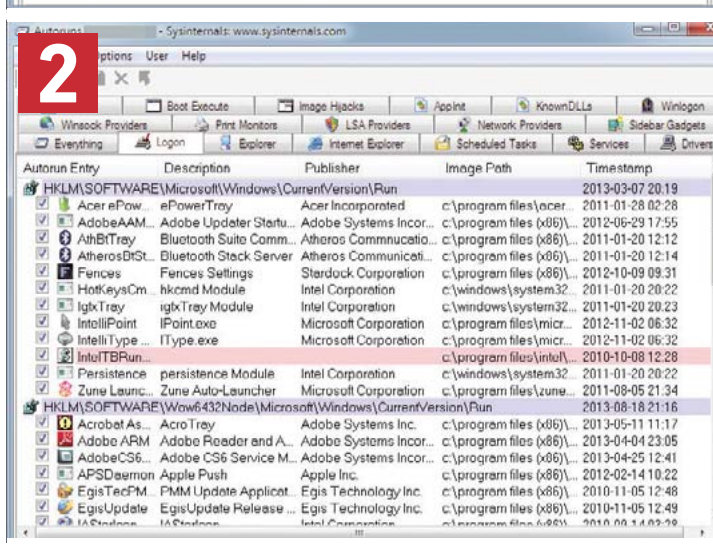 Autoruns - Sysinternals: www.sysinternals.com
2
Options User Help
Boot Execute Image Hijacks AppInit KnownDLLs Winlogon
Winsock Providers Print Monitors LSA Providers Network Providers Sidebar Gadgets
Everything Logon Explorer Internet Explorer Scheduled Tasks Services Drivers
Autorun Entry Description Publisher Image Path Timestamp
HKLM\SOFTWARE\Microsoft\Windows\CurrentVersion\Run 2013-03-07 20.19
Acer ePow... ePowerTray Acer Incorporated c:\program files\acer... 2011-01-28 02:28
AdobeAAM... Adobe Updater Startu... Adobe Systems Incor... c:\program files (x86)\... 2012-06-29 17:55
AthBtTray Bluetooth Suite Comm... Atheros Commnucatio... c:\program files (x86)\... 2011-01-20 12:12
AtherosBtSt... Bluetooth Stack Server Atheros Communicati... c:\program files (x86)\... 2011-01-20 12:14
Fences Fences Settings Stardock Corporation c:\program files (x86)\... 2012-10-09 09.31
HotKeysCm... hkcmd Module Intel Corporation c:\windows\system32... 2011-01-20 20:22
IgfxTray igfxTray Module Intel Corporation c:\windows\system32... 2011-01-20 20:23
IntelliPoint IPoint.exe Microsoft Corporation c:\program files\micr... 2012-11-02 06:32
IntelliType ... IType.exe Microsoft Corporation c:\program files\micr... 2012-11-02 06:32
IntelTBRun... c:\program files\intel\... 2010-10-08 12:28
Persistence persistence Module Intel Corporation c:\windows\system32... 2011-01-20 20:22
Zune Launc... Zune Auto-Launcher Microsoft Corporation c:\program files\zune... 2011-08-05 21:34
HKLM\SOFTWARE\Wow6432Node\Microsoft\Windows\CurrentVersion\Run 2013-08-18 21:16
Acrobat As... AcroTray Adobe Systems Inc. c:\program files (x86)\... 2013-05-11 11:17
Adobe ARM Adobe Reader and A... Adobe Systems Incor... c:\program files (x86)\... 2013-04-04 23:05
AdobeCS6... Adobe CS6 Service M... Adobe Systems Incor... c:\program files (x86)\... 2013-04-25 12:41
APSDaemon Apple Push Apple Inc. c:\program files (x86)\... 2012-02-14 10.22
EgisTecPM... PMM Update Applicat... Egis Technology Inc. c:\program files (x86)\... 2010-11-05 12:48
EgisUpdate EgisUpdate Release ... Egis Technology Inc. c:\program files (x86)\... 2010-11-05 12:49